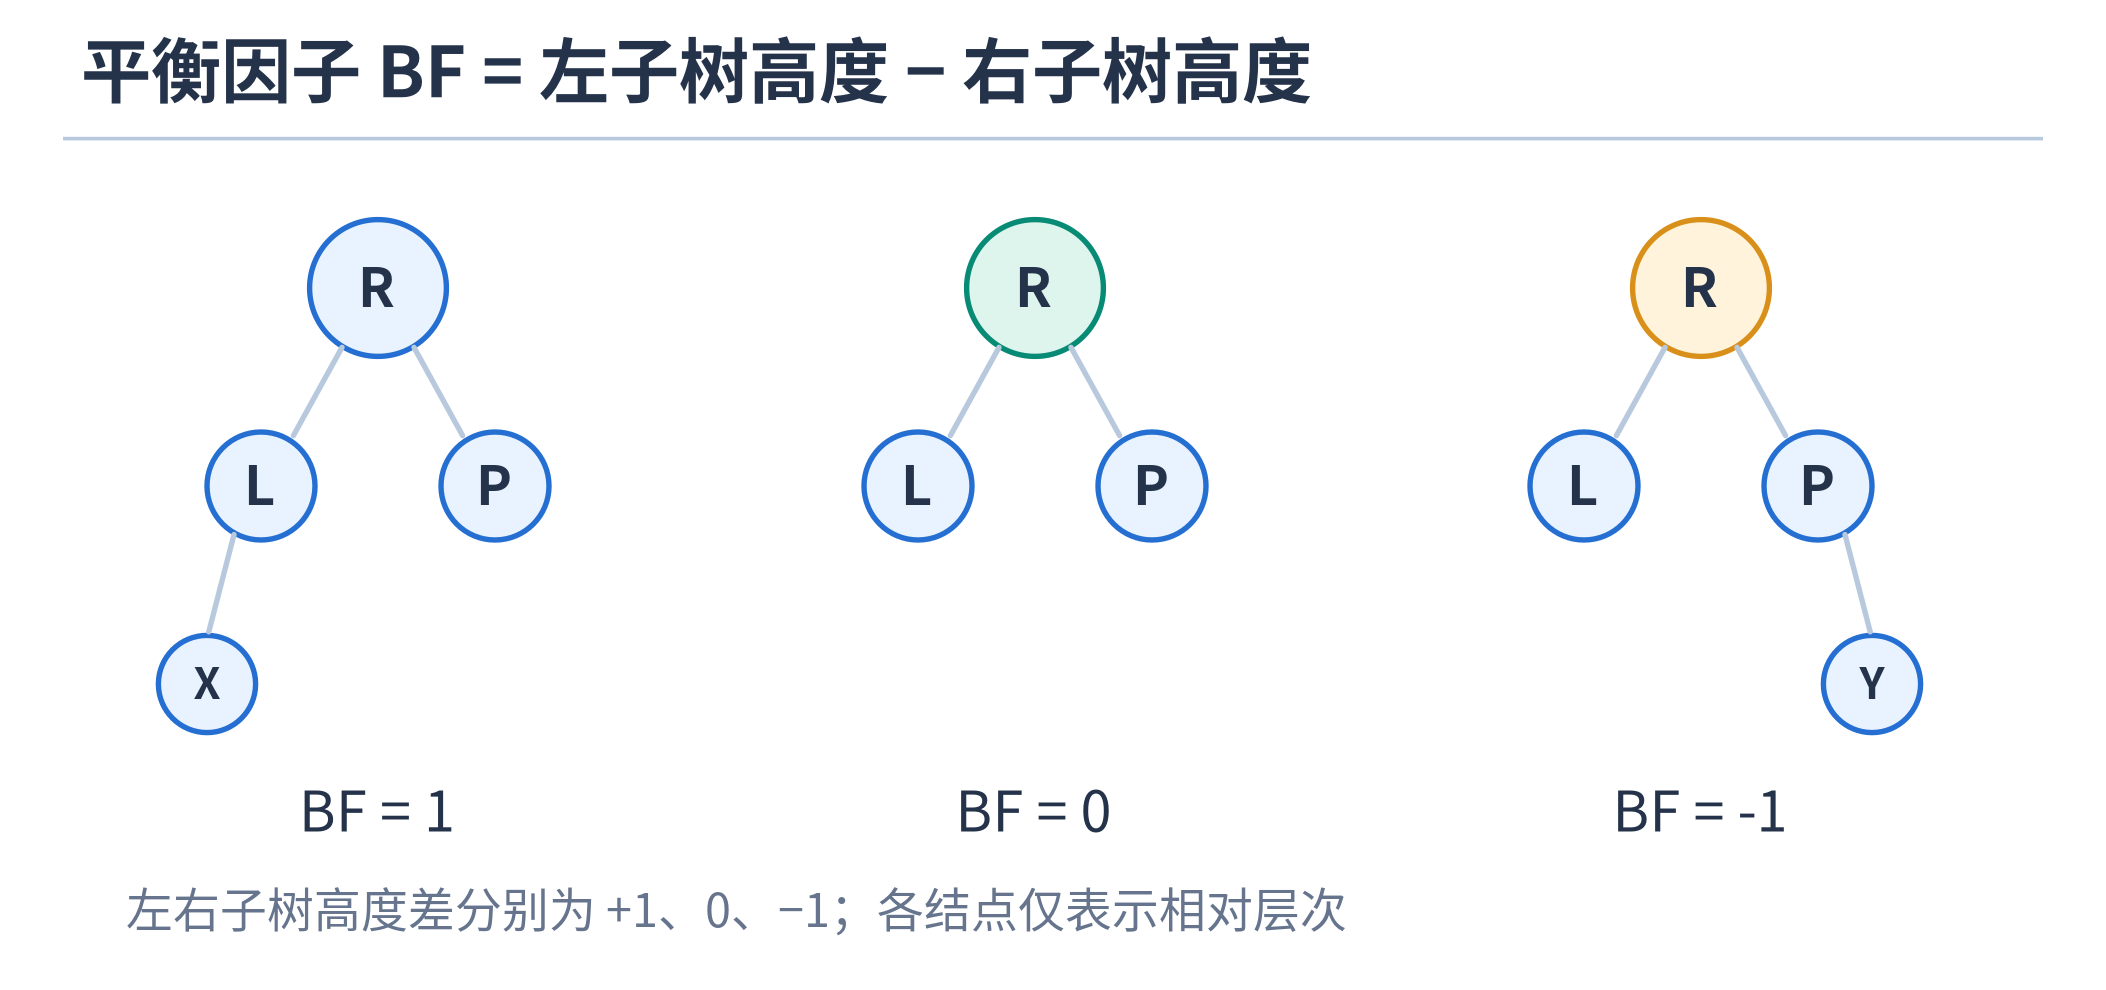 平衡因子 BF = 左子树高度 − 右子树高度
R
R
R
L
P
L
P
L
P
X
Y
BF = 1
BF = 0
BF = -1
左右子树高度差分别为 +1、0、−1；各结点仅表示相对层次